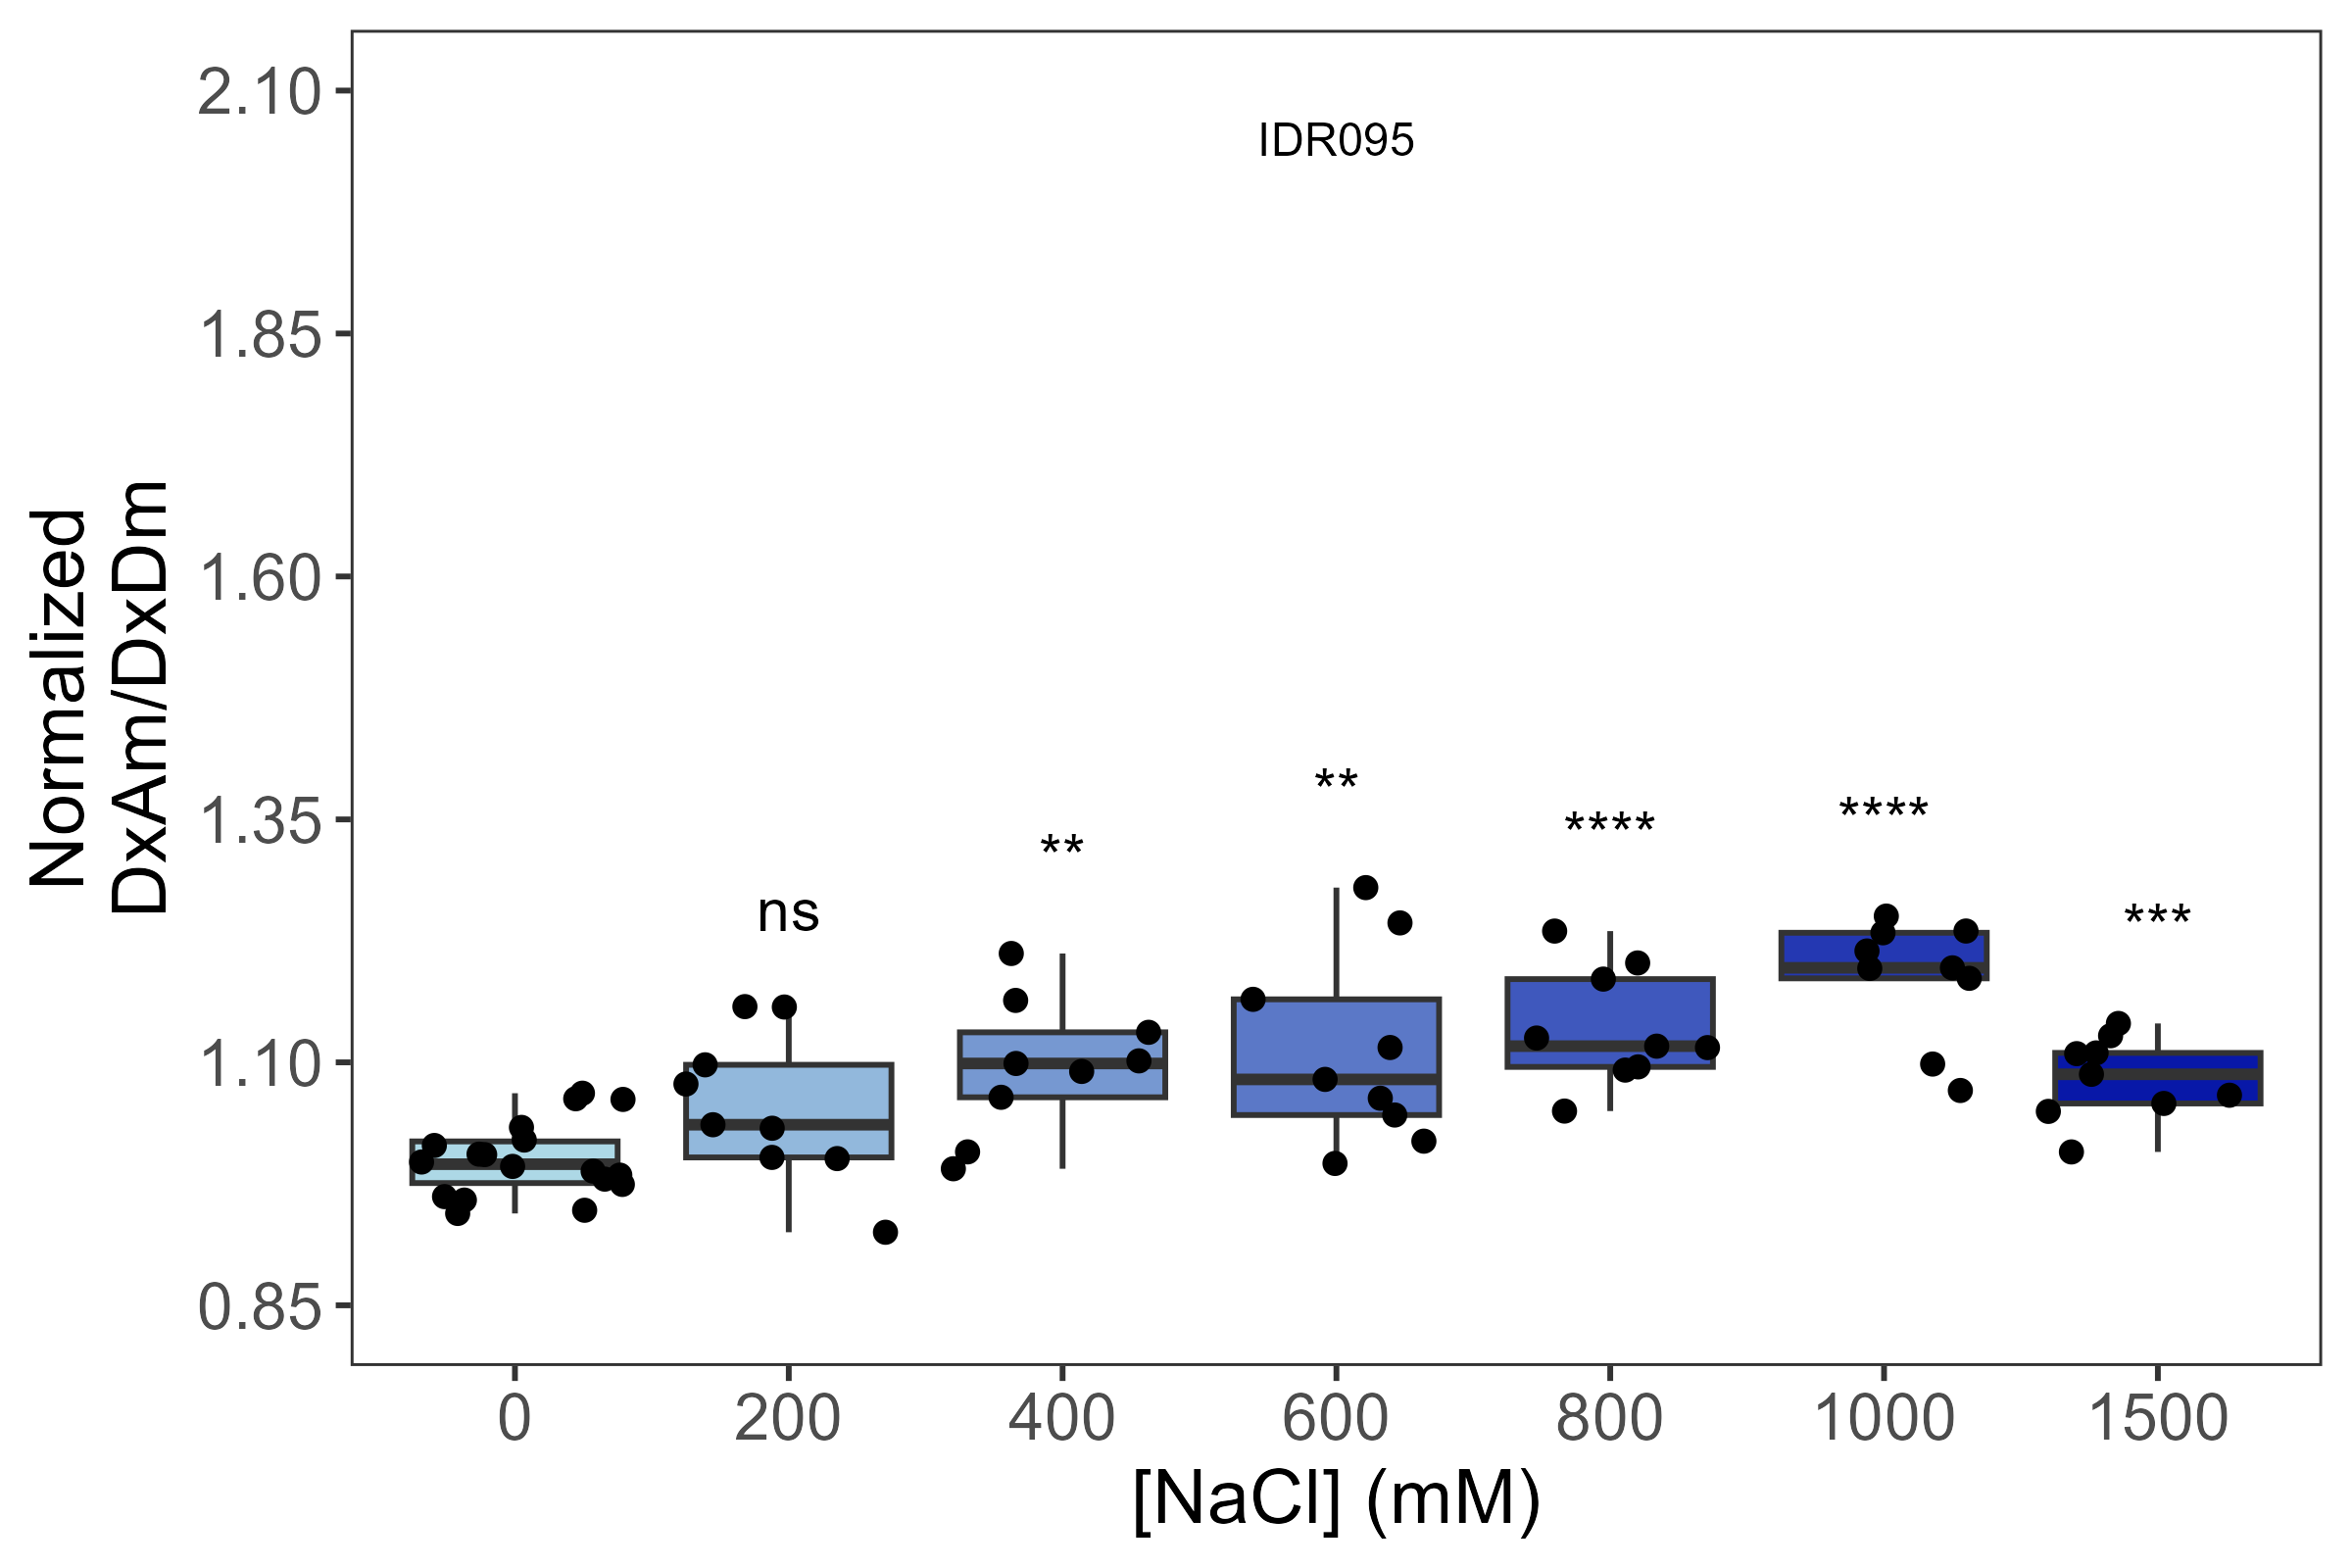 IDR095
Normalized
DxAm/DxDm
2.10
1.85
1.60
1.35
1.10
0.85
ns
**
**
****
****
***
0 200 400 600 800 1000 1500
[NaCl] (mM)